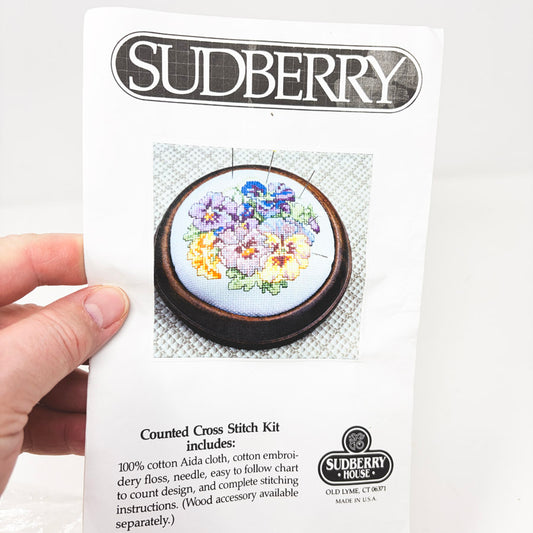 SUDBERRY
Counted Cross Stitch Kit
includes:
100% cotton Aida cloth, cotton embroi-
dery floss, needle, easy to follow chart
to count design, and complete stitching
instructions. (Wood accessory available
separately.)
SUDBERRY
HOUSE
OLD LYME, CT 06371
MADE IN U.S.A.